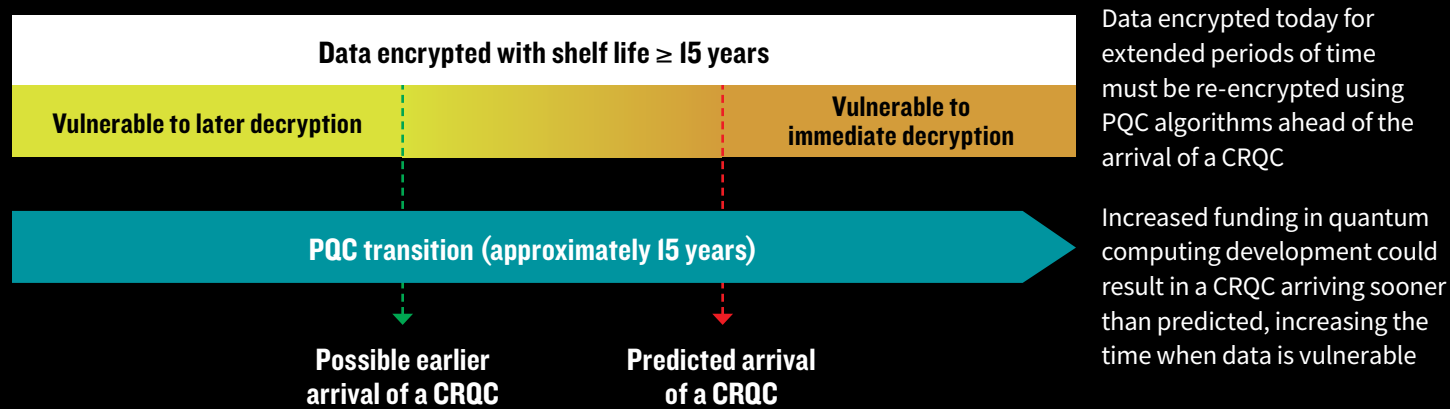 Data encrypted with shelf life ≥ 15 years
Vulnerable to later decryption
Vulnerable to
immediate decryption
PQC transition (approximately 15 years)
Possible earlier
arrival of a CRQC
Predicted arrival
of a CRQC
Data encrypted today for
extended periods of time
must be re-encrypted using
PQC algorithms ahead of the
arrival of a CRQC
Increased funding in quantum
computing development could
result in a CRQC arriving sooner
than predicted, increasing the
time when data is vulnerable